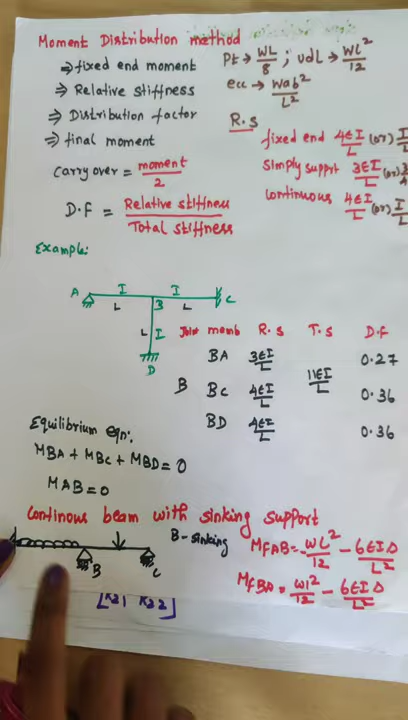 Moment Distribution method
⇒ fixed end moment
⇒ Relative stiffness
⇒ Distribution factor
⇒ final moment
Pt → WL/8 ; udl → WL²/12
ecc → Wab²/L²
R.S
fixed end 4EI/L (or) I/L
Simply supprt 3EI/L (or) 3/4
continuous 4EI/L (or) I/L
Carry over = moment/2
D.F = Relative stiffness/Total stiffness
Example:
A I I C
L B L
L I
D
Joint memb R.S T.S D.F
BA 3EI/L 0.27
B BC 4EI/L 11EI/L 0.36
BD 4EI/L 0.36
Equilibrium eqn:
MBA + MBC + MBD = 0
MAB = 0
Continous beam with sinking support
B-sinking
B C
MFAB = -WL²/12 - 6EIΔ/L²
MFBA = Wl²/12 - 6EIΔ/L²